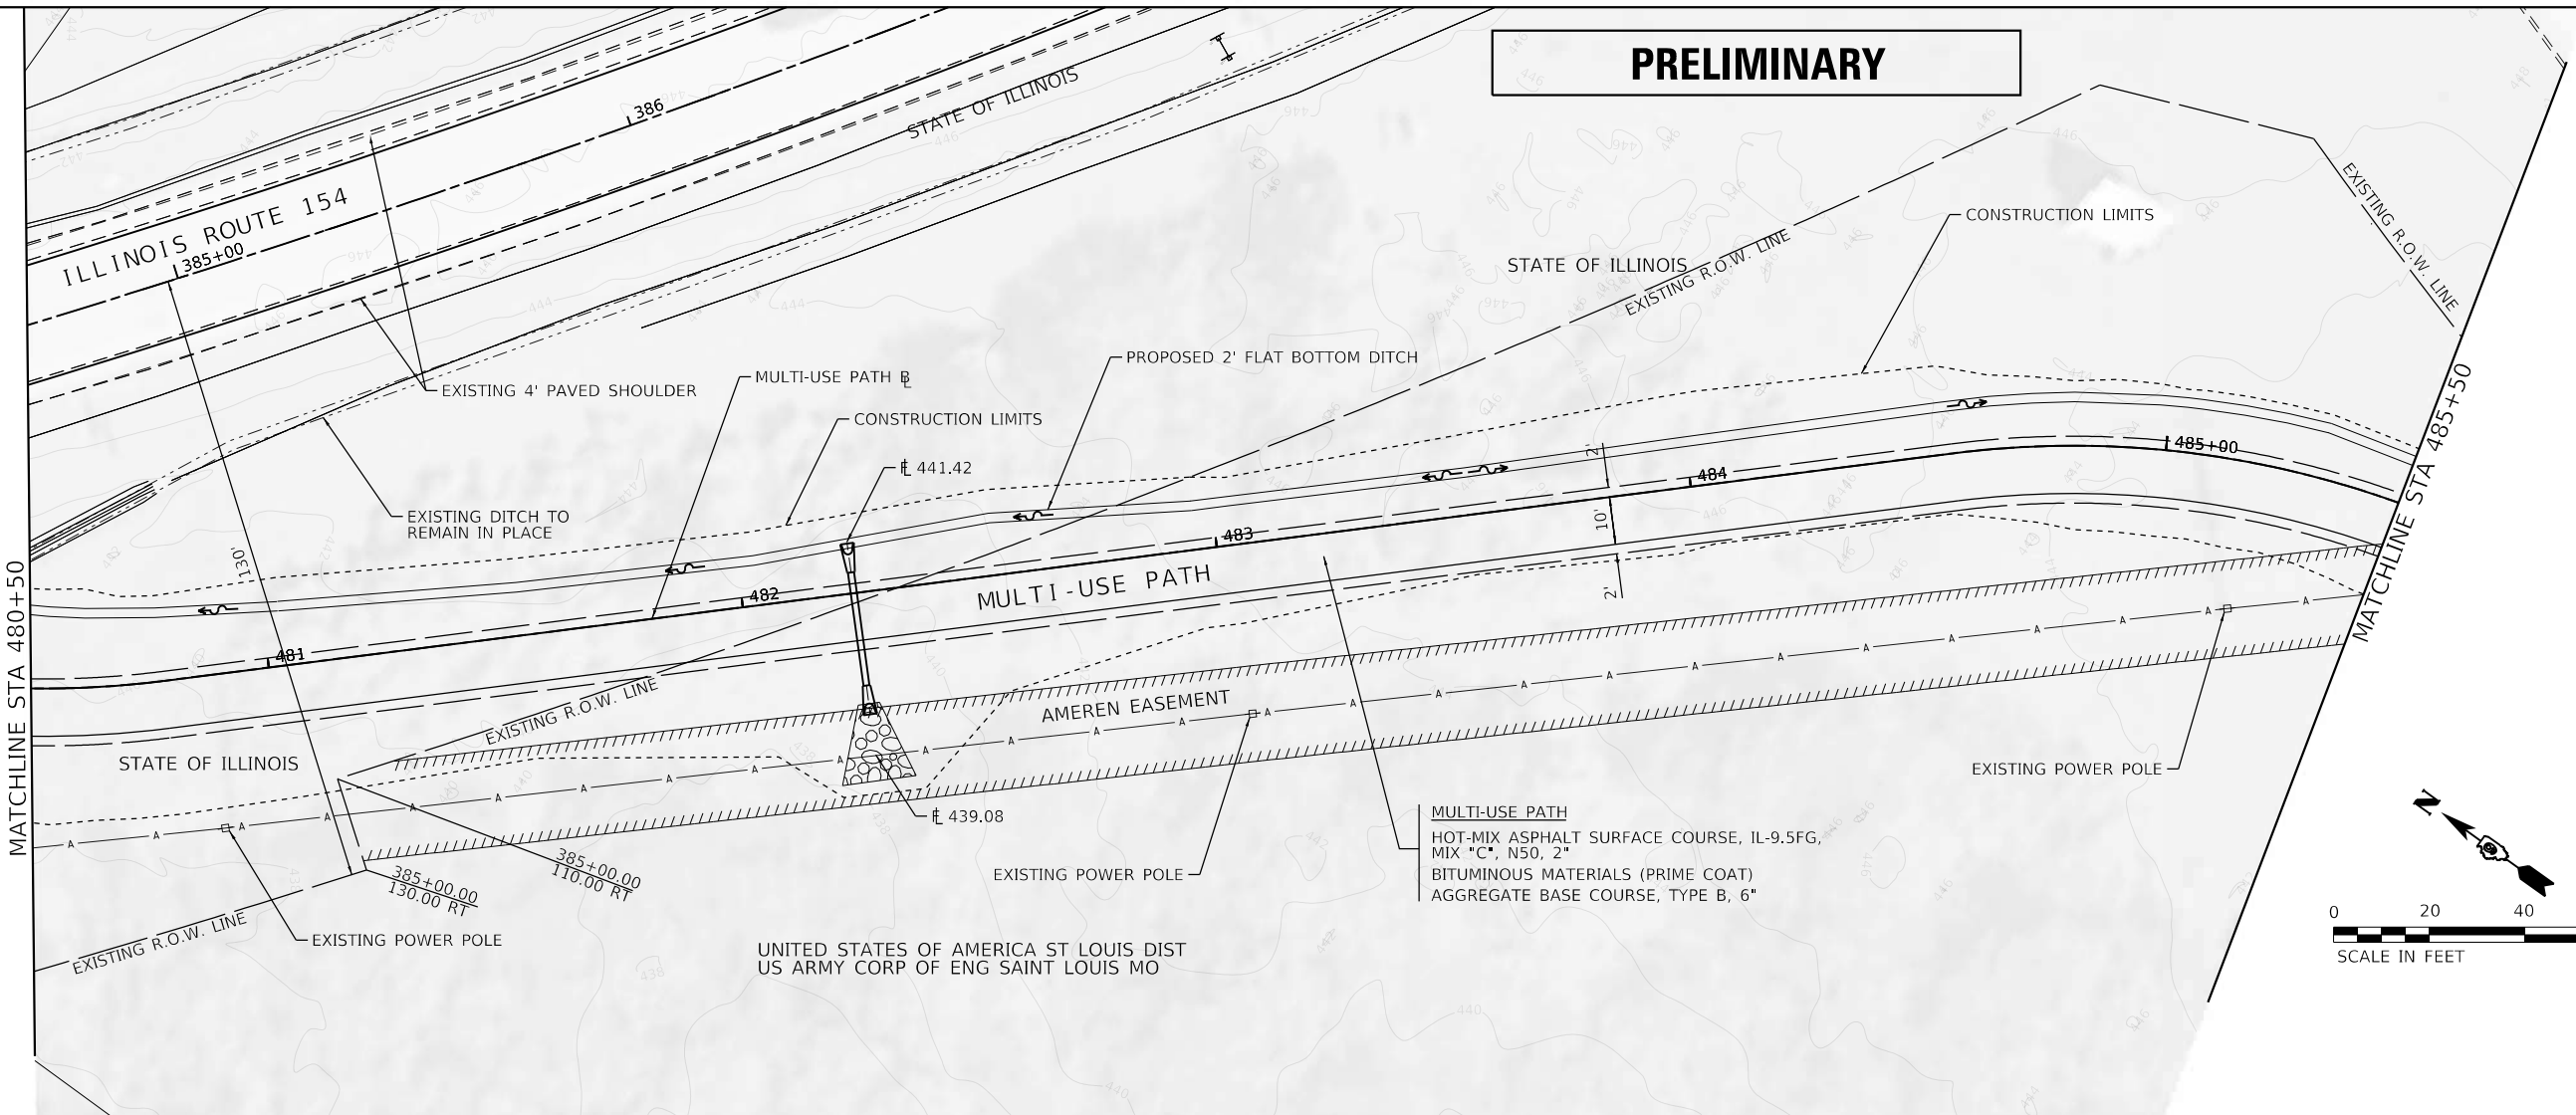 PRELIMINARY
386
STATE OF ILLINOIS
ILLINOIS ROUTE 154
385+00
EXISTING R.O.W. LINE
CONSTRUCTION LIMITS
STATE OF ILLINOIS
EXISTING R.O.W. LINE
PROPOSED 2' FLAT BOTTOM DITCH
MULTI-USE PATH ℄
EXISTING 4' PAVED SHOULDER
CONSTRUCTION LIMITS
441.42
EXISTING DITCH TO
REMAIN IN PLACE
130'
2'
10'
2'
481
482
483
484
485+00
MULTI-USE PATH
MATCHLINE STA 480+50
MATCHLINE STA 485+50
EXISTING R.O.W. LINE
AMEREN EASEMENT
STATE OF ILLINOIS
439.08
EXISTING POWER POLE
385+00.00
110.00 RT
385+00.00
130.00 RT
EXISTING POWER POLE
MULTI-USE PATH
HOT-MIX ASPHALT SURFACE COURSE, IL-9.5FG,
MIX "C", N50, 2"
BITUMINOUS MATERIALS (PRIME COAT)
AGGREGATE BASE COURSE, TYPE B, 6"
EXISTING R.O.W. LINE
EXISTING POWER POLE
UNITED STATES OF AMERICA ST LOUIS DIST
US ARMY CORP OF ENG SAINT LOUIS MO
N
0 20 40
SCALE IN FEET